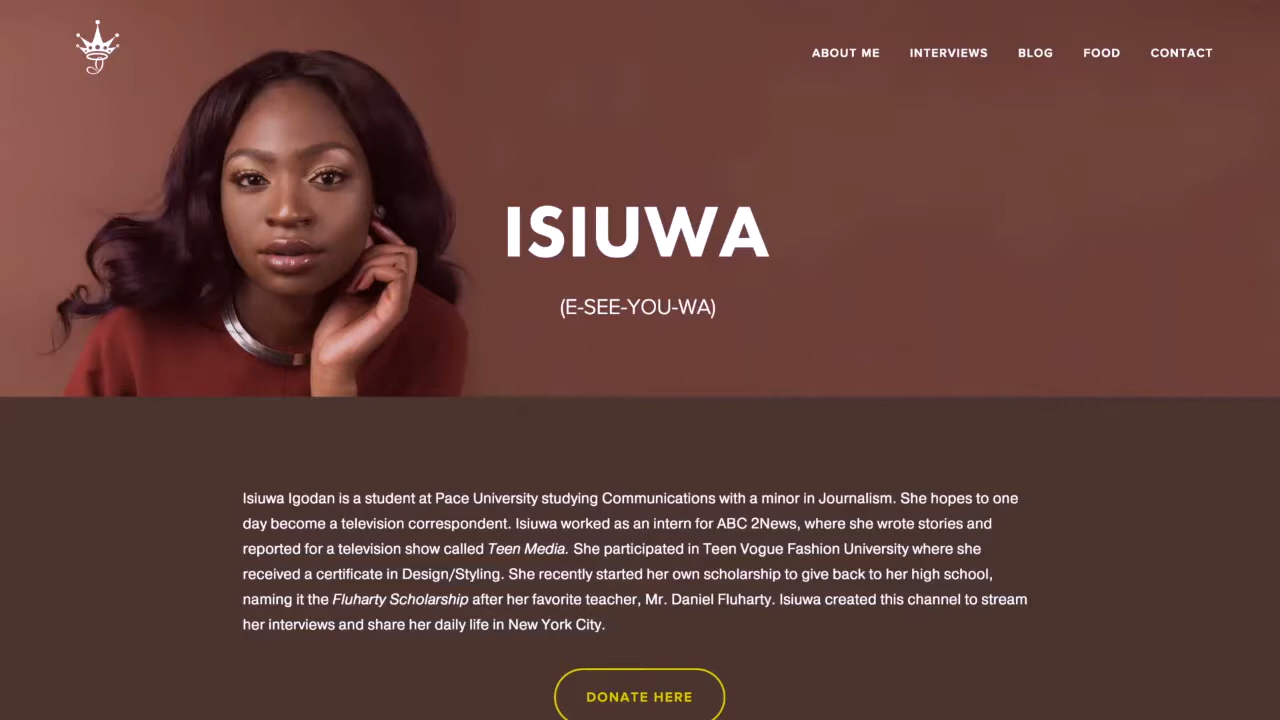 ABOUT ME INTERVIEWS BLOG FOOD CONTACT
ISIUWA
(E-SEE-YOU-WA)
Isiuwa Igodan is a student at Pace University studying Communications with a minor in Journalism. She hopes to one
day become a television correspondent. Isiuwa worked as an intern for ABC 2News, where she wrote stories and
reported for a television show called Teen Media. She participated in Teen Vogue Fashion University where she
received a certificate in Design/Styling. She recently started her own scholarship to give back to her high school,
naming it the Fluharty Scholarship after her favorite teacher, Mr. Daniel Fluharty. Isiuwa created this channel to stream
her interviews and share her daily life in New York City.
DONATE HERE